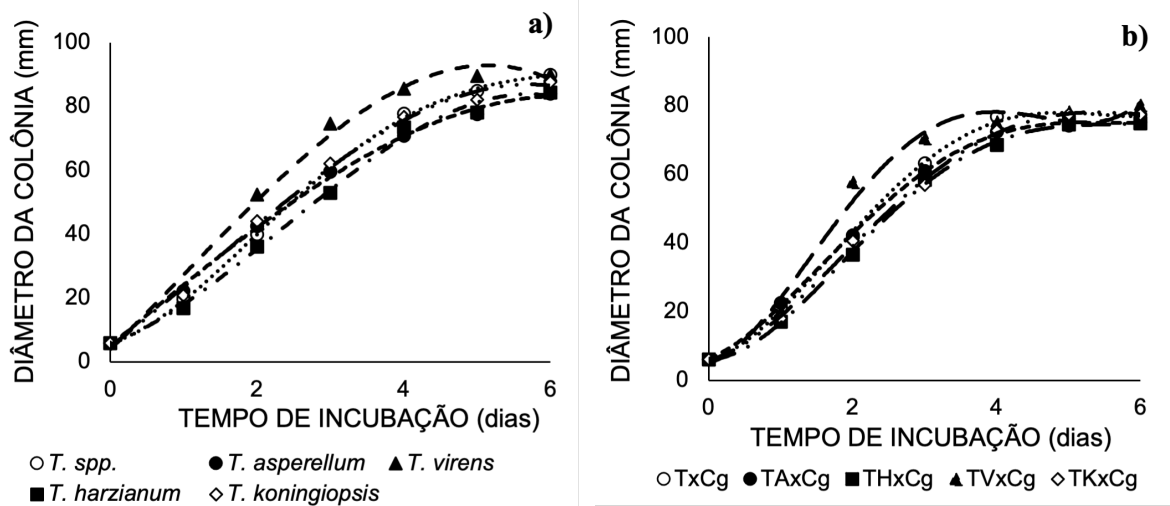 a)
DIÂMETRO DA COLÔNIA (mm)
100
80
60
40
20
0
0 2 4 6
TEMPO DE INCUBAÇÃO (dias)
T. spp. T. asperellum T. virens
T. harzianum T. koningiopsis
b)
DIÂMETRO DA COLÔNIA (mm)
100
80
60
40
20
0
0 2 4 6
TEMPO DE INCUBAÇÃO (dias)
TxCg TAxCg THxCg TVxCg TKxCg